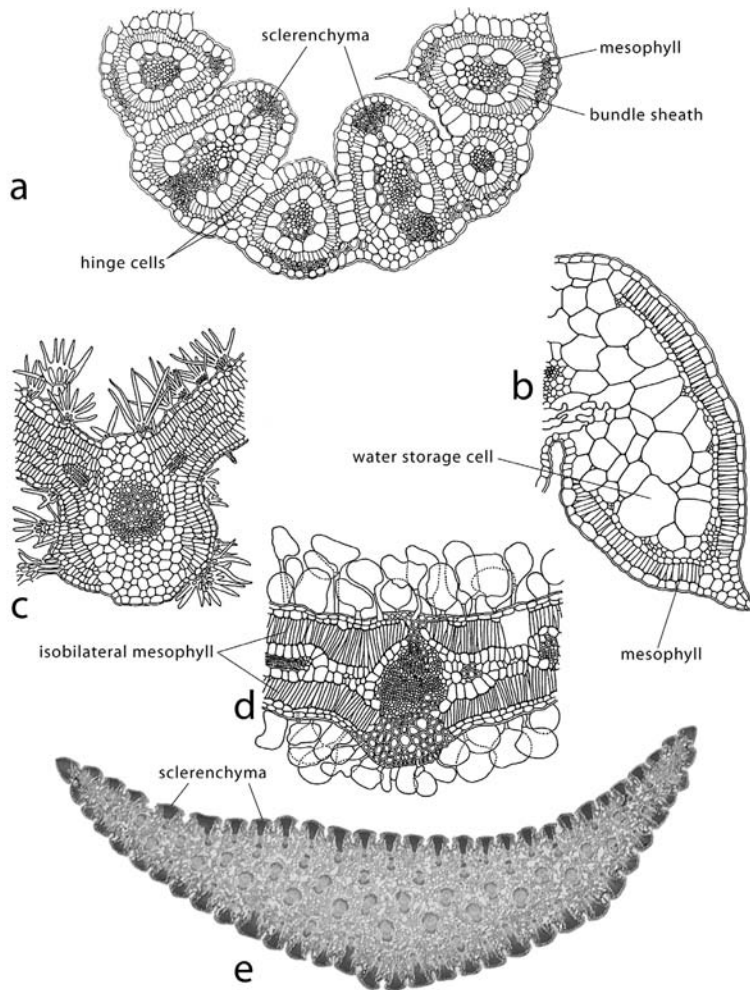 sclerenchyma
mesophyll
bundle sheath
a
hinge cells
b
water storage cell
c
isobilateral mesophyll
mesophyll
d
sclerenchyma
e